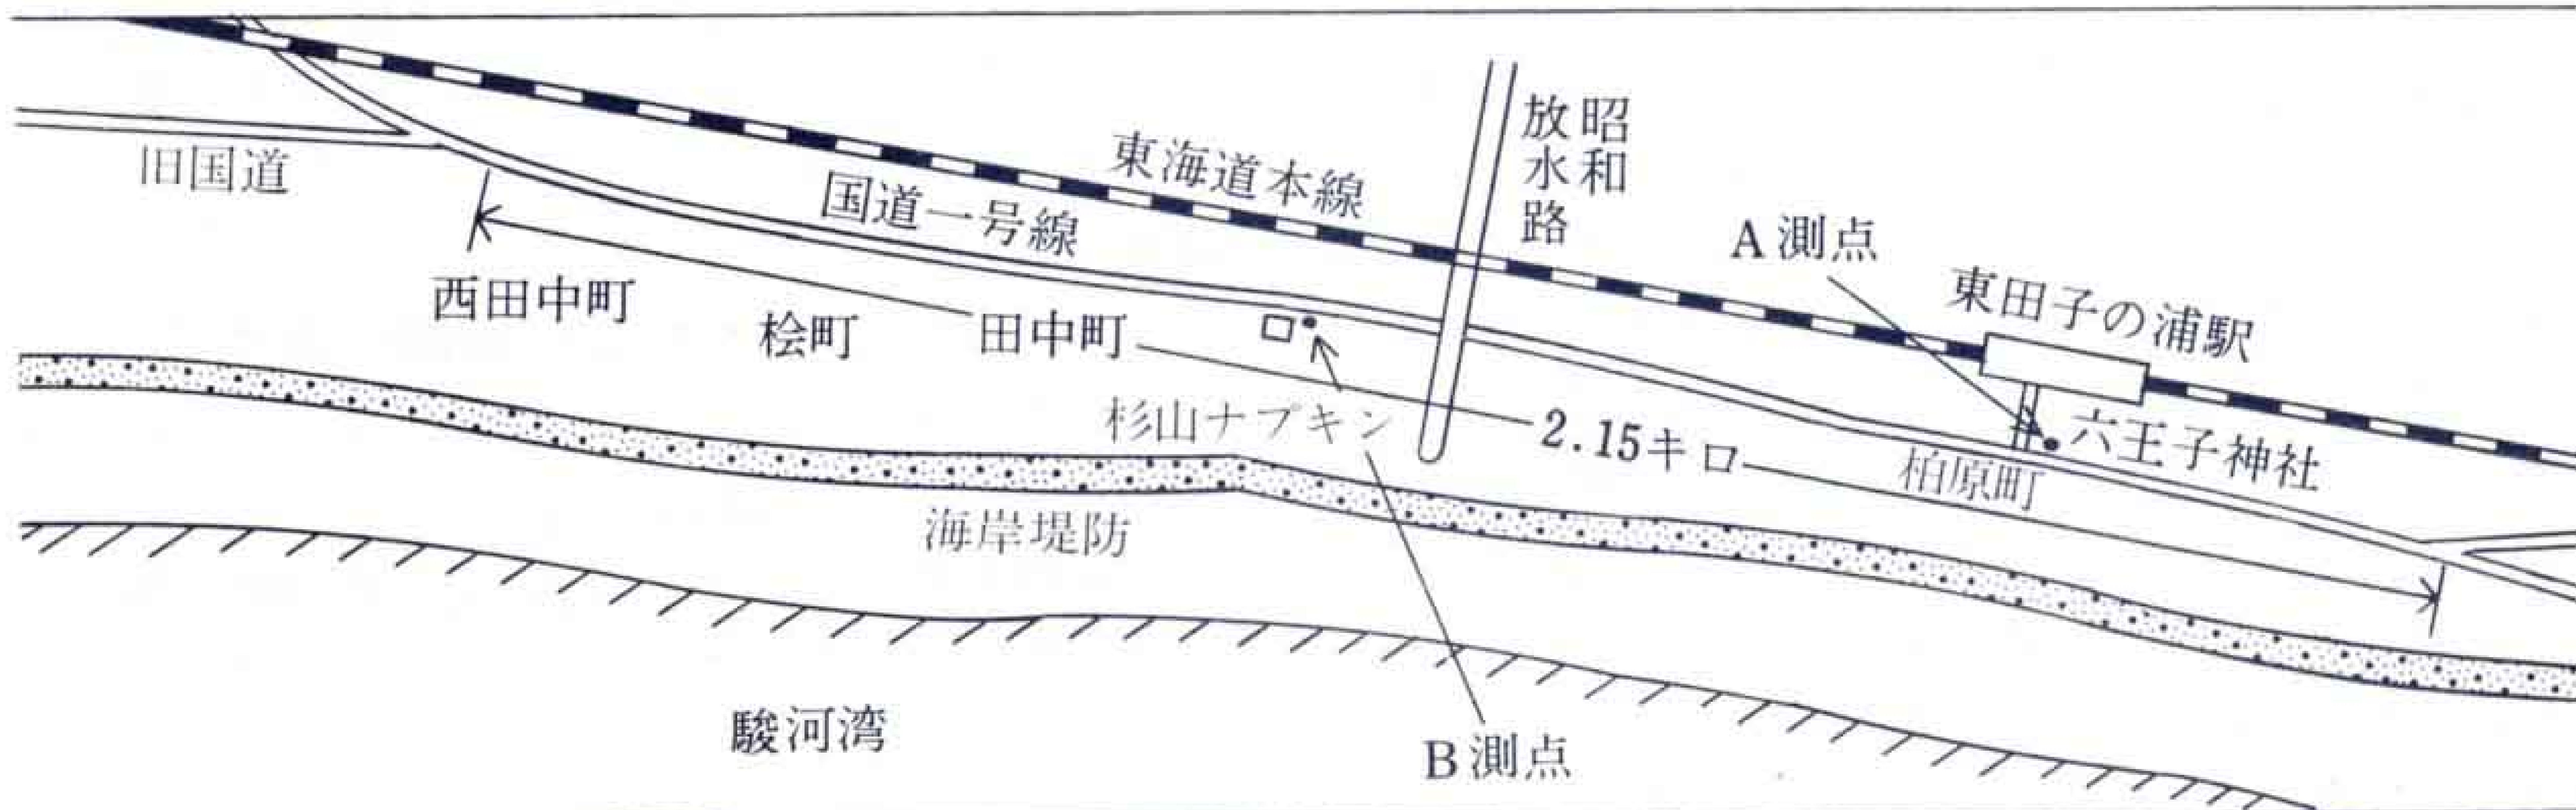 旧国道
国道一号線
東海道本線
昭和
放水路
A測点
東田子の浦駅
西田中町
桧町
田中町
杉山ナプキン
2.15キロ
柏原町
六王子神社
海岸堤防
駿河湾
B測点